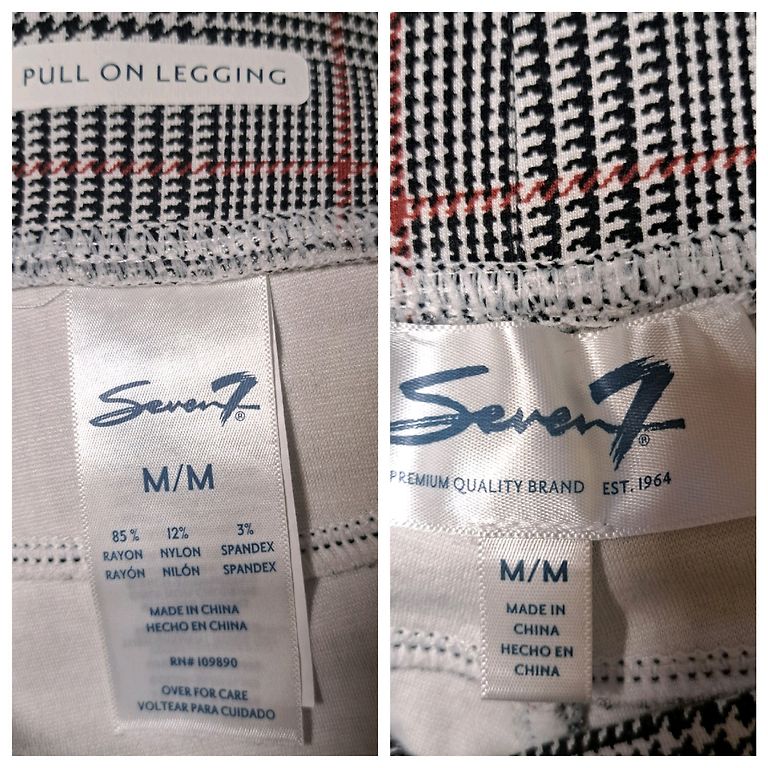 PULL ON LEGGING
Seven7®
M/M
85% 12% 3%
RAYON NYLON SPANDEX
RAYÓN NILÓN SPANDEX
MADE IN CHINA
HECHO EN CHINA
RN# 109890
OVER FOR CARE
VOLTEAR PARA CUIDADO
Seven7®
PREMIUM QUALITY BRAND EST. 1964
M/M
MADE IN
CHINA
HECHO EN
CHINA